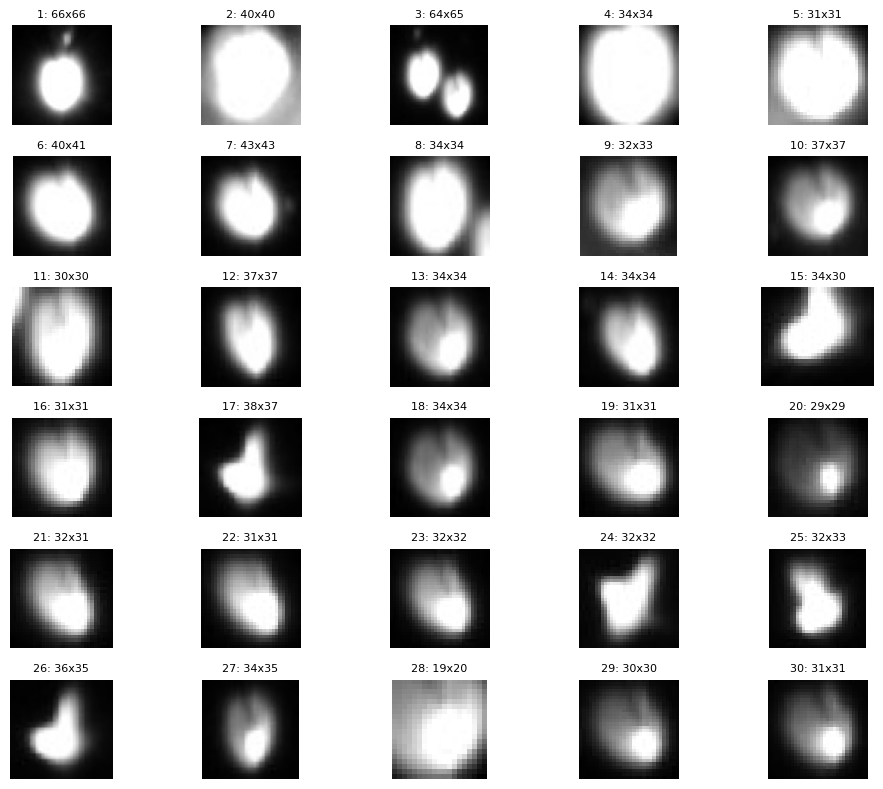 1: 66x66
2: 40x40
3: 64x65
4: 34x34
5: 31x31
6: 40x41
7: 43x43
8: 34x34
9: 32x33
10: 37x37
11: 30x30
12: 37x37
13: 34x34
14: 34x34
15: 34x30
16: 31x31
17: 38x37
18: 34x34
19: 31x31
20: 29x29
21: 32x31
22: 31x31
23: 32x32
24: 32x32
25: 32x33
26: 36x35
27: 34x35
28: 19x20
29: 30x30
30: 31x31